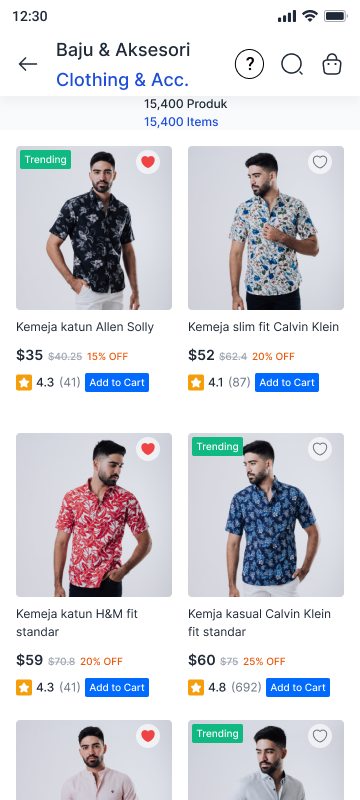 12:30
Baju & Aksesori
Clothing & Acc.
?
15,400 Produk
15,400 Items
Trending
Kemeja katun Allen Solly
$35 $40.25 15% OFF
4.3 (41) Add to Cart
Kemeja slim fit Calvin Klein
$52 $62.4 20% OFF
4.1 (87) Add to Cart
Trending
Kemeja katun H&M fit
standar
$59 $70.8 20% OFF
4.3 (41) Add to Cart
Kemja kasual Calvin Klein
fit standar
$60 $75 25% OFF
4.8 (692) Add to Cart
Trending